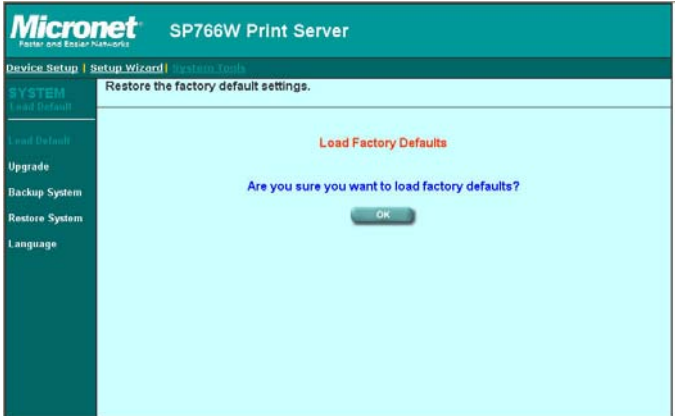 Micronet
Faster and Easier Networks
SP766W Print Server
Device Setup | Setup Wizard | System Tools
SYSTEM
Load Default
Restore the factory default settings.
Load Default
Upgrade
Backup System
Restore System
Language
Load Factory Defaults
Are you sure you want to load factory defaults?
OK